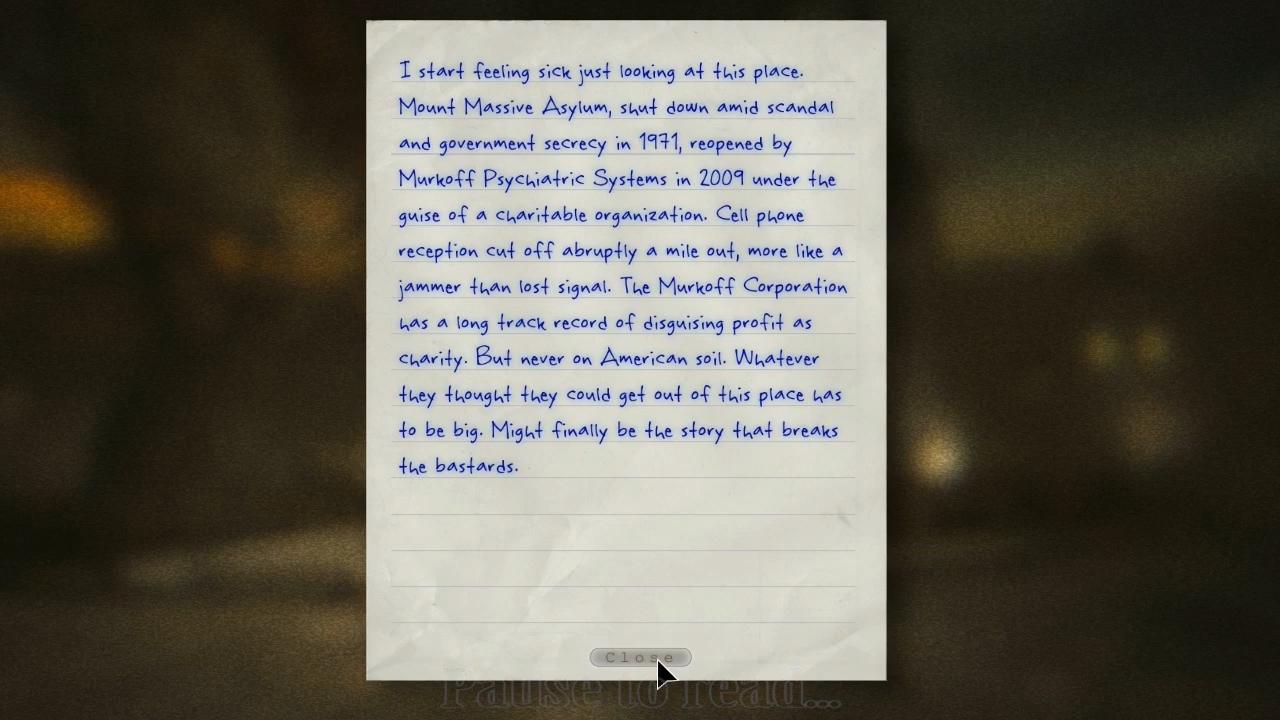 I start feeling sick just looking at this place.
Mount Massive Asylum, shut down amid scandal
and government secrecy in 1971, reopened by
Murkoff Psychiatric Systems in 2009 under the
guise of a charitable organization. Cell phone
reception cut off abruptly a mile out, more like a
jammer than lost signal. The Murkoff Corporation
has a long track record of disguising profit as
charity. But never on American soil. Whatever
they thought they could get out of this place has
to be big. Might finally be the story that breaks
the bastards.
Close
Pause to read...